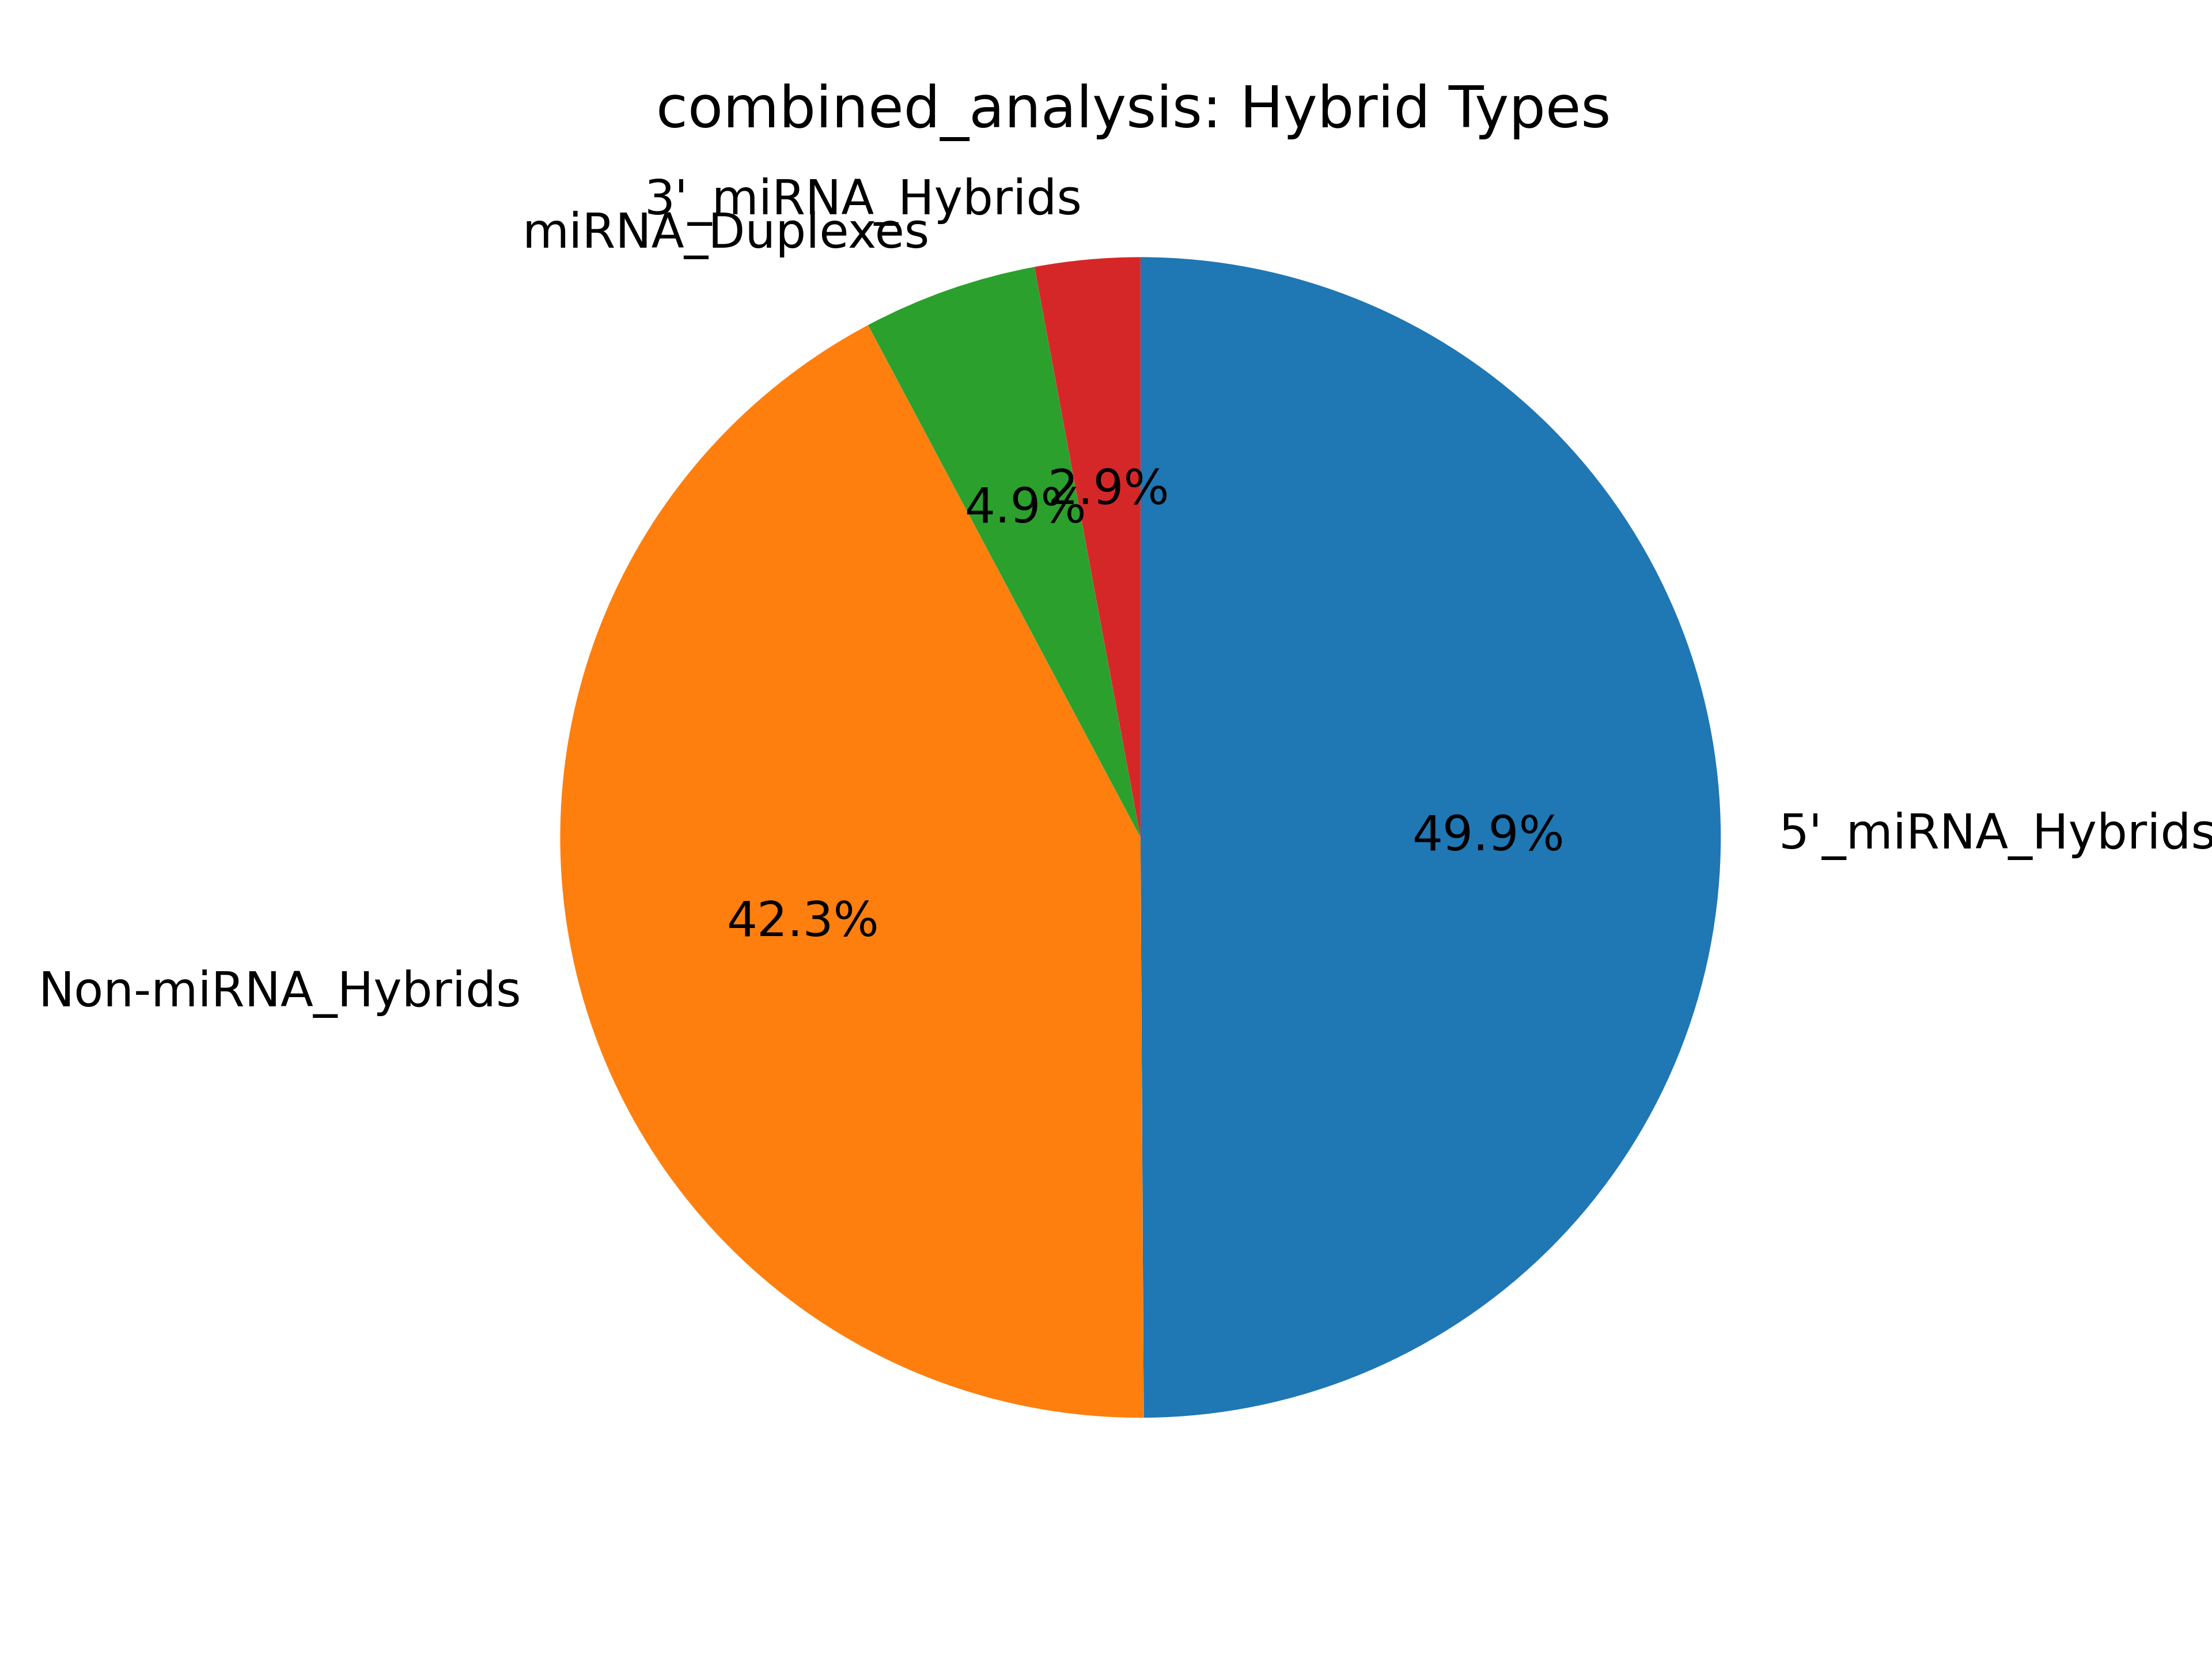 combined_analysis: Hybrid Types
3'_miRNA_Hybrids
miRNA_Duplexes
4.9%
2.9%
49.9%
5'_miRNA_Hybrids
42.3%
Non-miRNA_Hybrids